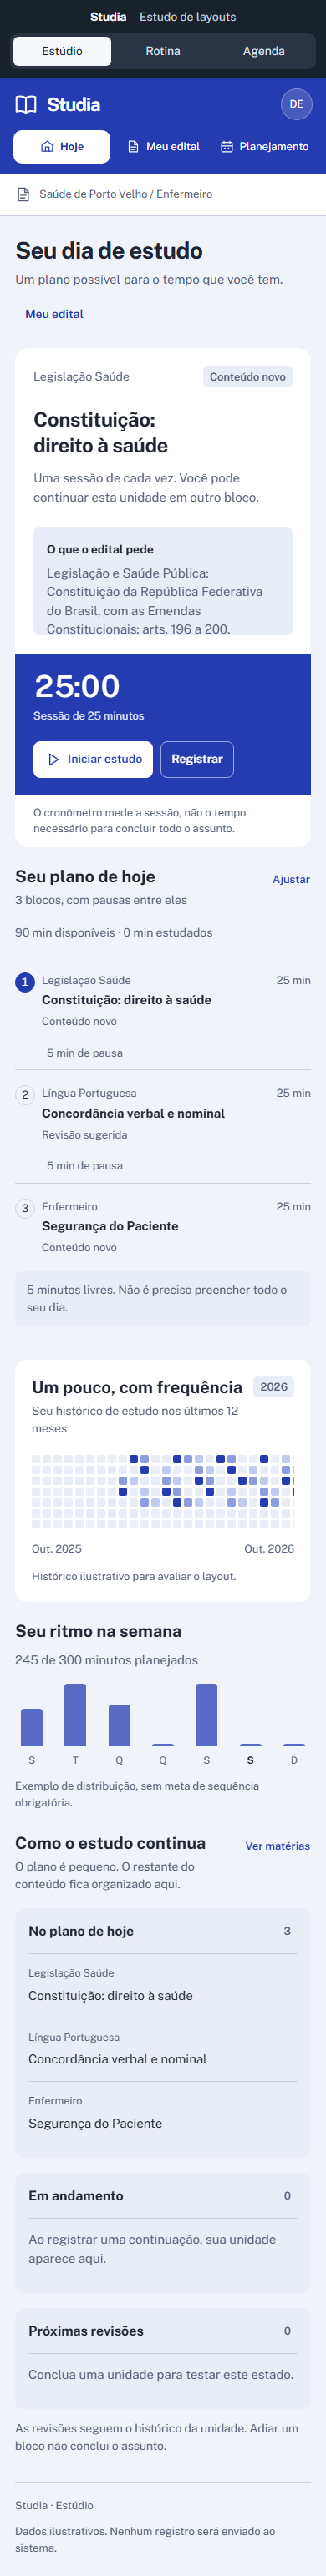 Studia Estudo de layouts
Estúdio Rotina Agenda
Studia DE
Hoje Meu edital Planejamento
Saúde de Porto Velho / Enfermeiro
Seu dia de estudo
Um plano possível para o tempo que você tem.
Meu edital
Legislação Saúde Conteúdo novo
Constituição:
direito à saúde
Uma sessão de cada vez. Você pode
continuar esta unidade em outro bloco.
O que o edital pede
Legislação e Saúde Pública:
Constituição da República Federativa
do Brasil, com as Emendas
Constitucionais: arts. 196 a 200.
25:00
Sessão de 25 minutos
Iniciar estudo Registrar
O cronômetro mede a sessão, não o tempo
necessário para concluir todo o assunto.
Seu plano de hoje Ajustar
3 blocos, com pausas entre eles
90 min disponíveis · 0 min estudados
1 Legislação Saúde 25 min
Constituição: direito à saúde
Conteúdo novo
5 min de pausa
2 Língua Portuguesa 25 min
Concordância verbal e nominal
Revisão sugerida
5 min de pausa
3 Enfermeiro 25 min
Segurança do Paciente
Conteúdo novo
5 minutos livres. Não é preciso preencher todo o
seu dia.
Um pouco, com frequência 2026
Seu histórico de estudo nos últimos 12
meses
Out. 2025 Out. 2026
Histórico ilustrativo para avaliar o layout.
Seu ritmo na semana
245 de 300 minutos planejados
S T Q Q S S D
Exemplo de distribuição, sem meta de sequência
obrigatória.
Como o estudo continua Ver matérias
O plano é pequeno. O restante do
conteúdo fica organizado aqui.
No plano de hoje 3
Legislação Saúde
Constituição: direito à saúde
Língua Portuguesa
Concordância verbal e nominal
Enfermeiro
Segurança do Paciente
Em andamento 0
Ao registrar uma continuação, sua unidade
aparece aqui.
Próximas revisões 0
Conclua uma unidade para testar este estado.
As revisões seguem o histórico da unidade. Adiar um
bloco não conclui o assunto.
Studia · Estúdio
Dados ilustrativos. Nenhum registro será enviado ao
sistema.